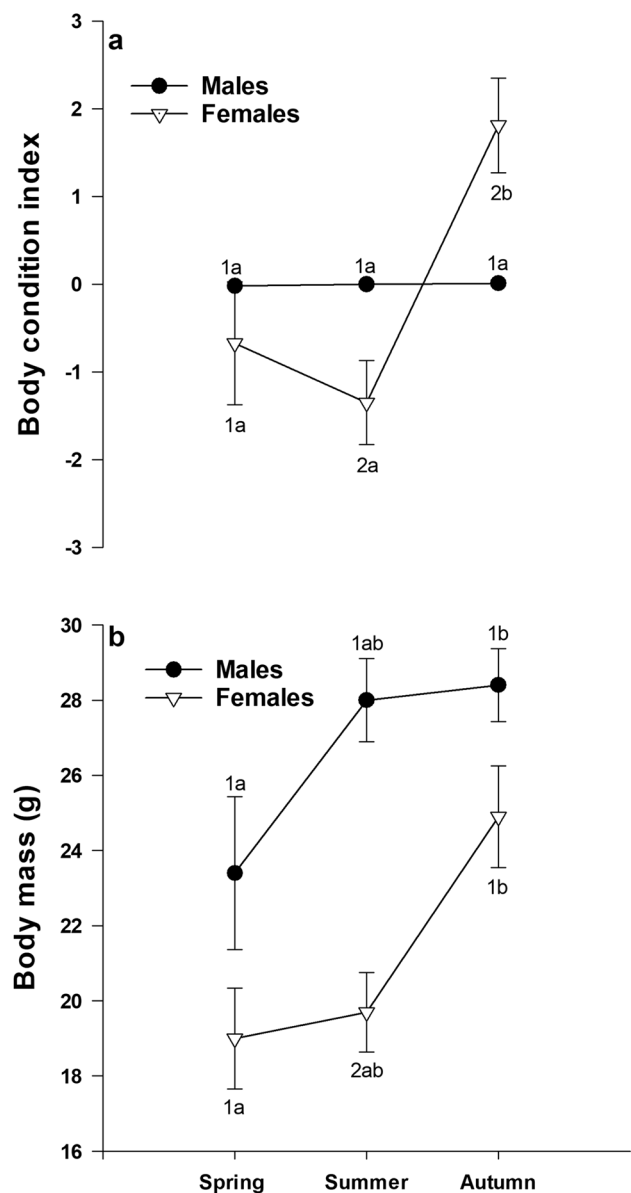 3
a
Males
Females
2
1
0
-1
-2
-3
Body condition index
1a
1a
1a
2b
1a
2a
30
b
Males
Females
28
26
24
22
20
18
16
Body mass (g)
1a
1ab
1b
1a
2ab
1b
Spring Summer Autumn